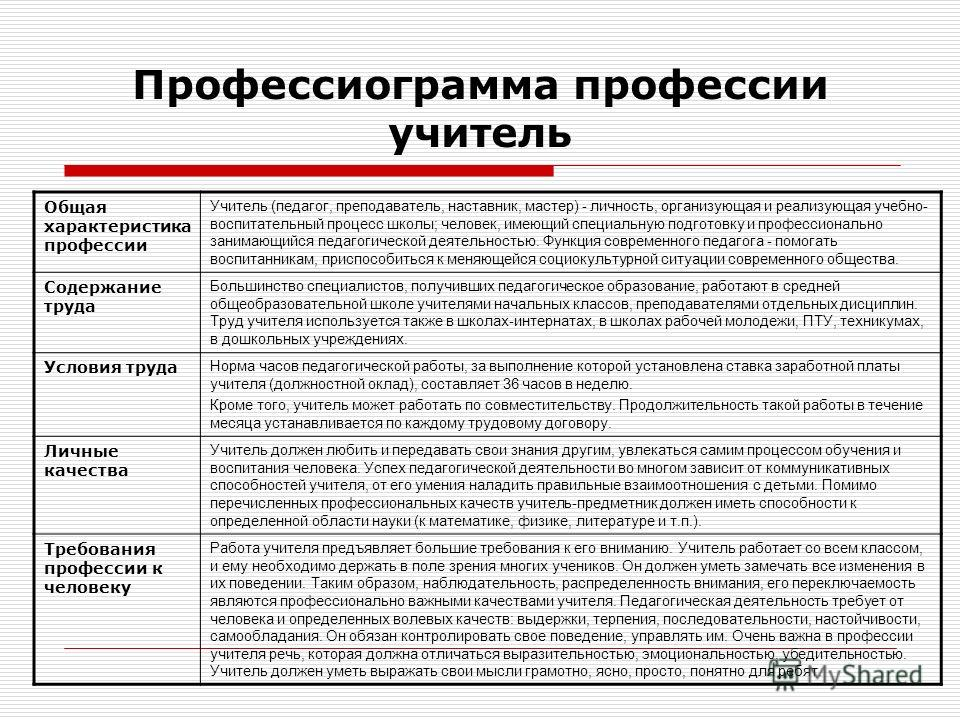 Профессиограмма профессии
учитель
Общая
характеристика
профессии
Учитель (педагог, преподаватель, наставник, мастер) - личность, организующая и реализующая учебно-
воспитательный процесс школы; человек, имеющий специальную подготовку и профессионально
занимающийся педагогической деятельностью. Функция современного педагога - помогать
воспитанникам, приспособиться к меняющейся социокультурной ситуации современного общества.
Содержание
труда
Большинство специалистов, получивших педагогическое образование, работают в средней
общеобразовательной школе учителями начальных классов, преподавателями отдельных дисциплин.
Труд учителя используется также в школах-интернатах, в школах рабочей молодежи, ПТУ, техникумах,
в дошкольных учреждениях.
Условия труда
Норма часов педагогической работы, за выполнение которой установлена ставка заработной платы
учителя (должностной оклад), составляет 36 часов в неделю.
Кроме того, учитель может работать по совместительству. Продолжительность такой работы в течение
месяца устанавливается по каждому трудовому договору.
Личные
качества
Учитель должен любить и передавать свои знания другим, увлекаться самим процессом обучения и
воспитания человека. Успех педагогической деятельности во многом зависит от коммуникативных
способностей учителя, от его умения наладить правильные взаимоотношения с детьми. Помимо
перечисленных профессиональных качеств учитель-предметник должен иметь способности к
определенной области науки (к математике, физике, литературе и т.п.).
Требования
профессии к
человеку
Работа учителя предъявляет большие требования к его вниманию. Учитель работает со всем классом,
и ему необходимо держать в поле зрения многих учеников. Он должен уметь замечать все изменения в
их поведении. Таким образом, наблюдательность, распределенность внимания, его переключаемость
являются профессионально важными качествами учителя. Педагогическая деятельность требует от
человека и определенных волевых качеств: выдержки, терпения, последовательности, настойчивости,
самообладания. Он обязан контролировать свое поведение, управлять им. Очень важна в профессии
учителя речь, которая должна отличаться выразительностью, эмоциональностью, убедительностью.
Учитель должен уметь выражать свои мысли грамотно, ясно, просто, понятно для ребят.
MyShared